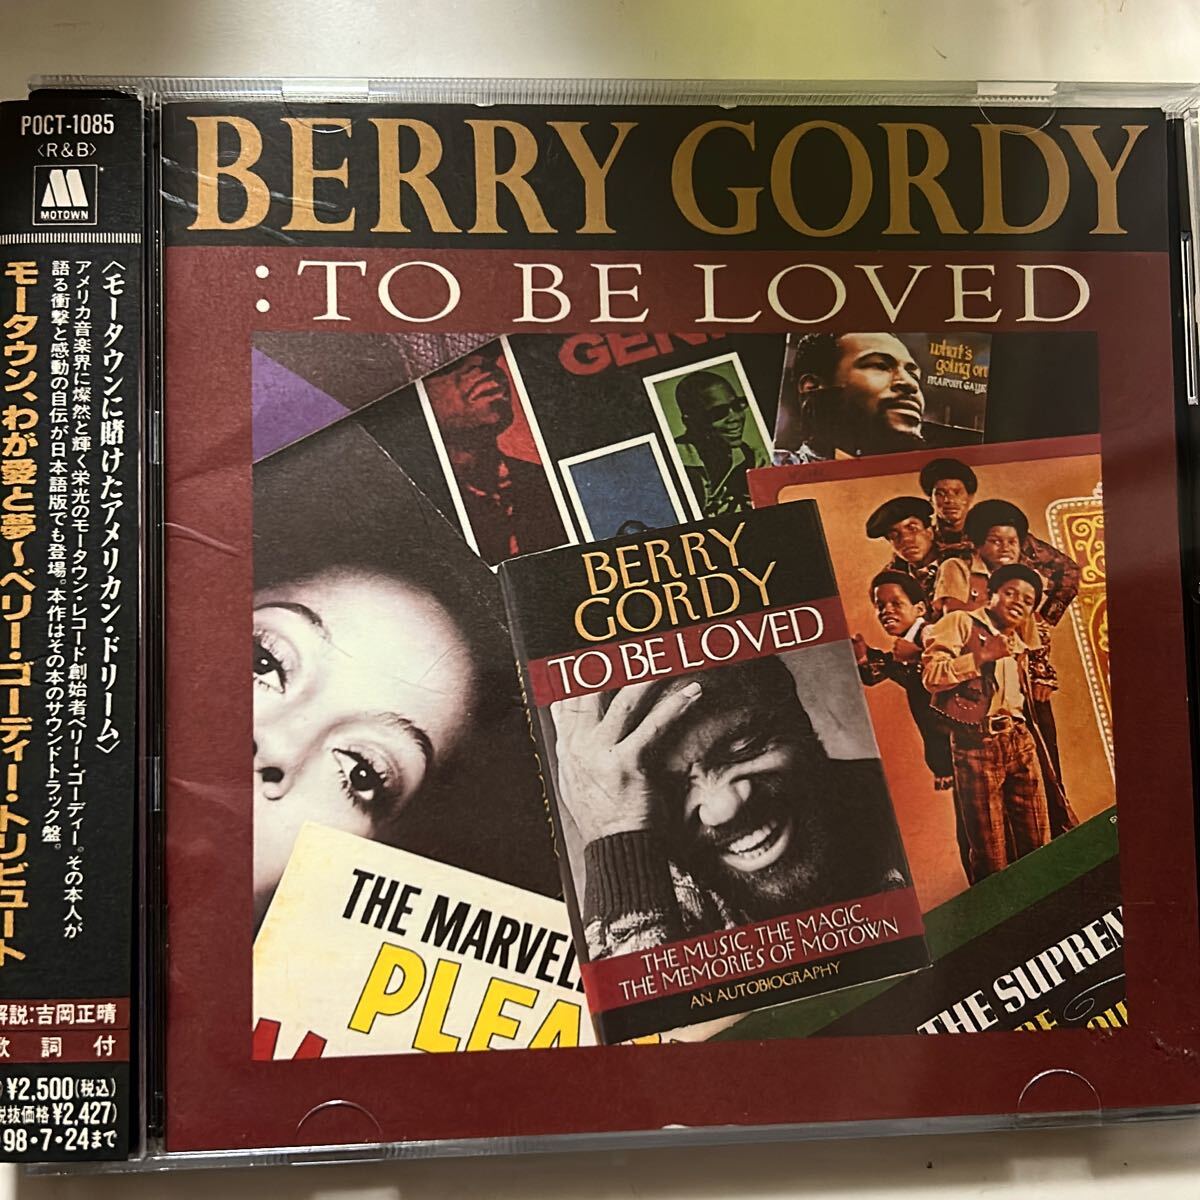 POCT-1085
〈R&B〉
MOTOWN
〈モータウンに賭けたアメリカン・ドリーム〉
アメリカ音楽界に燦然と輝く栄光のモータウン・レコード創始者ベリー・ゴーディー。その本人が
語る衝撃と感動の自伝が日本語版でも登場。本作はその本のサウンドトラック盤。
モータウン、わが愛と夢〜ベリー・ゴーディー・トリビュート
解説:吉岡正晴
歌詞付
¥2,500(税込)
税抜価格¥2,427)
98・7・24まで
BERRY GORDY
:TO BE LOVED
GEN
what's
going on
MARVIN GAYE
BERRY
GORDY
TO BE LOVED
THE MUSIC, THE MAGIC,
THE MEMORIES OF MOTOWN
AN AUTOBIOGRAPHY
THE MARVEL
PLEA
THE SUPREM